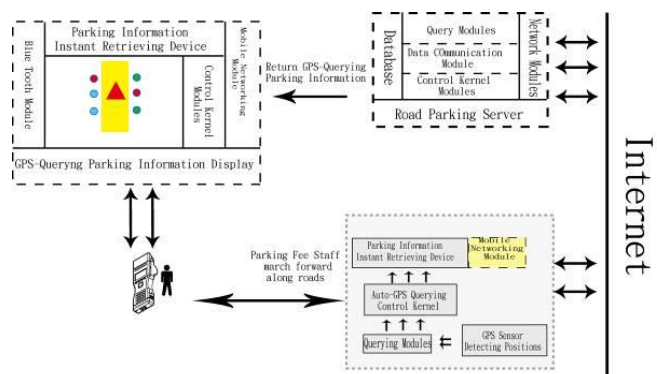 Blue Tooth Module
Parking Information
Instant Retrieving Device
Control Kernel
Modules
Mobile Networking
Module
GPS-Queryng Parking Information Display
Return GPS-Querying
Parking Information
Database
Query Modules
Data COmmunication
Module
Control Kernel
Modules
Network Modules
Road Parking Server
Internet
Parking Fee Staff
march forward
along roads
Parking Information
Instant Retrieving Device
Mobile
Networking
Module
Auto-GPS Querying
Control Kernel
Querying Modules
GPS Sensor
Detecting Positions